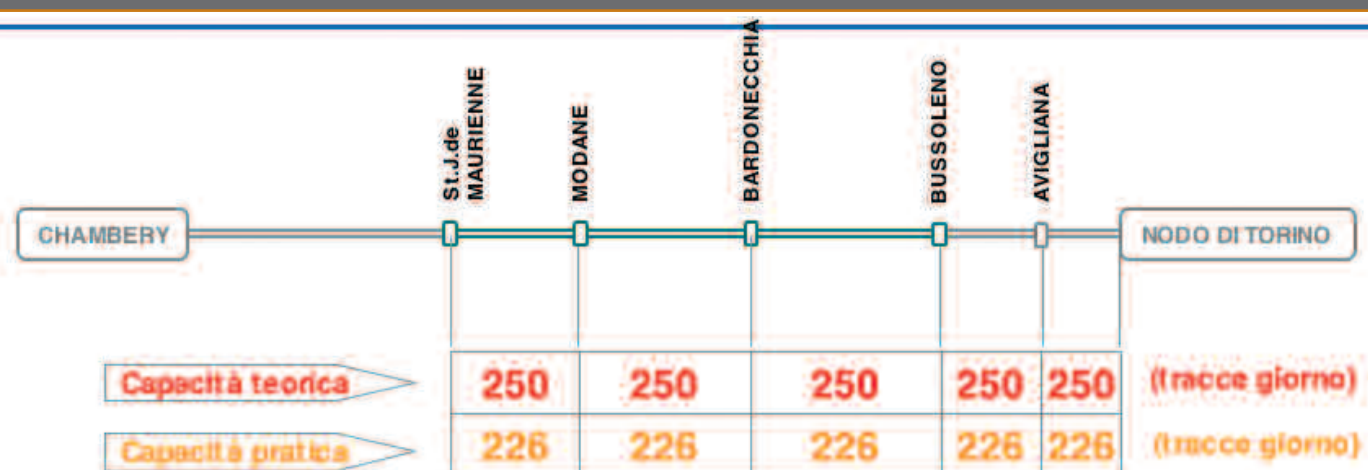 St.J.de
MAURIENNE
MODANE
BARDONECCHIA
BUSSOLENO
AVIGLIANA
CHAMBERY
NODO DI TORINO
Capacità teorica 250 250 250 250 250 (tracce giorno)
Capacità pratica 226 226 226 226 226 (tracce giorno)